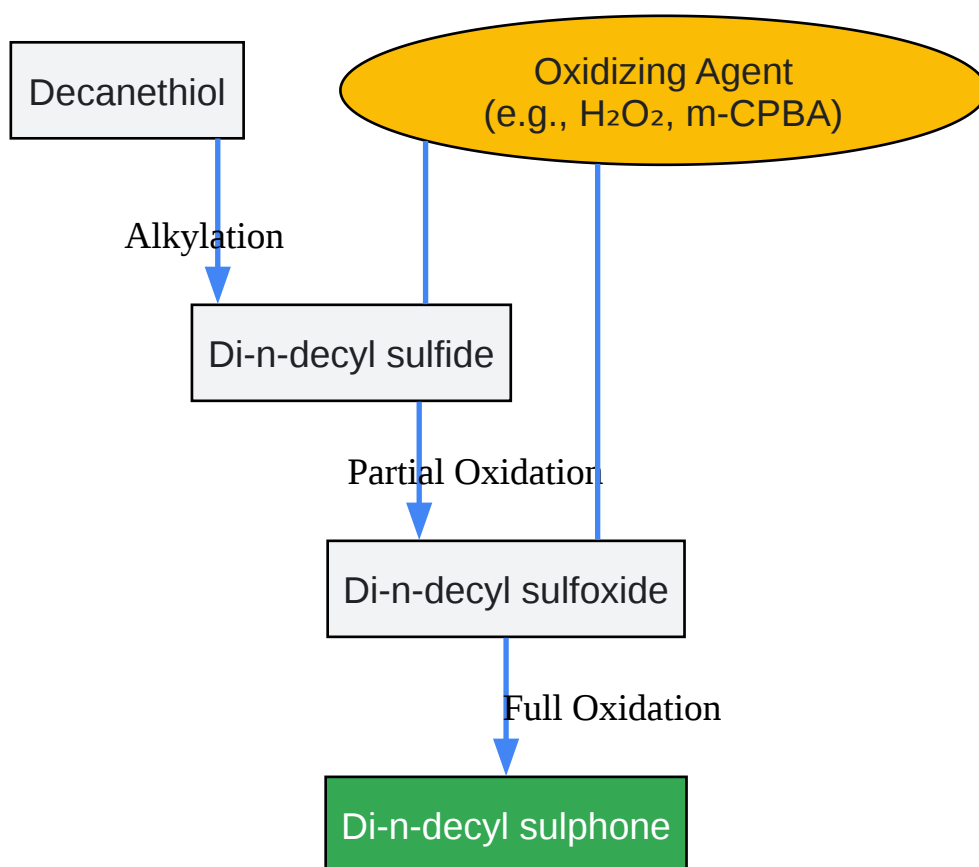 Decanethiol
Oxidizing Agent
(e.g., H₂O₂, m-CPBA)
Alkylation
Di-n-decyl sulfide
Partial Oxidation
Di-n-decyl sulfoxide
Full Oxidation
Di-n-decyl sulphone